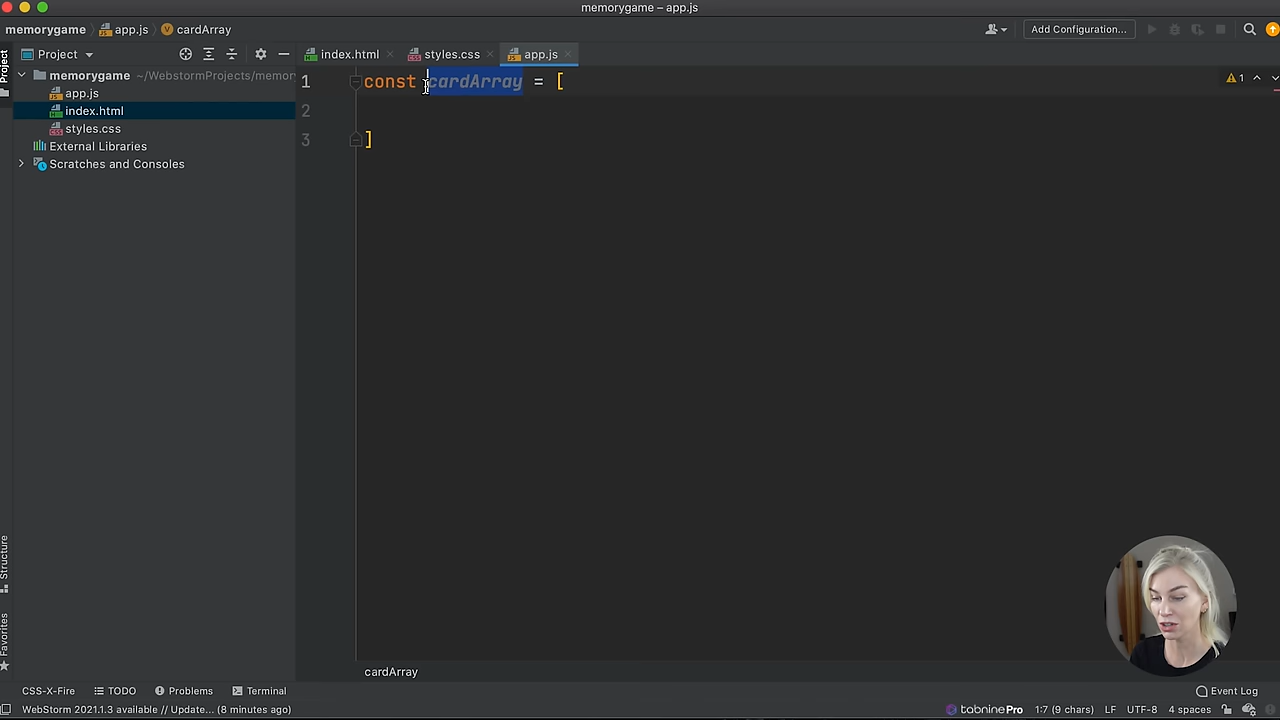 memorygame – app.js
memorygame app.js cardArray Add Configuration...
Project index.html styles.css app.js
Project
memorygame ~/WebstormProjects/memor
1 const cardArray = [ 1
app.js
index.html 2
styles.css
3 ]
External Libraries
Scratches and Consoles
Structure
Favorites
cardArray
CSS-X-Fire TODO Problems Terminal Event Log
WebStorm 2021.1.3 available // Update... (8 minutes ago) tabninePro 1:7 (9 chars) LF UTF-8 4 spaces